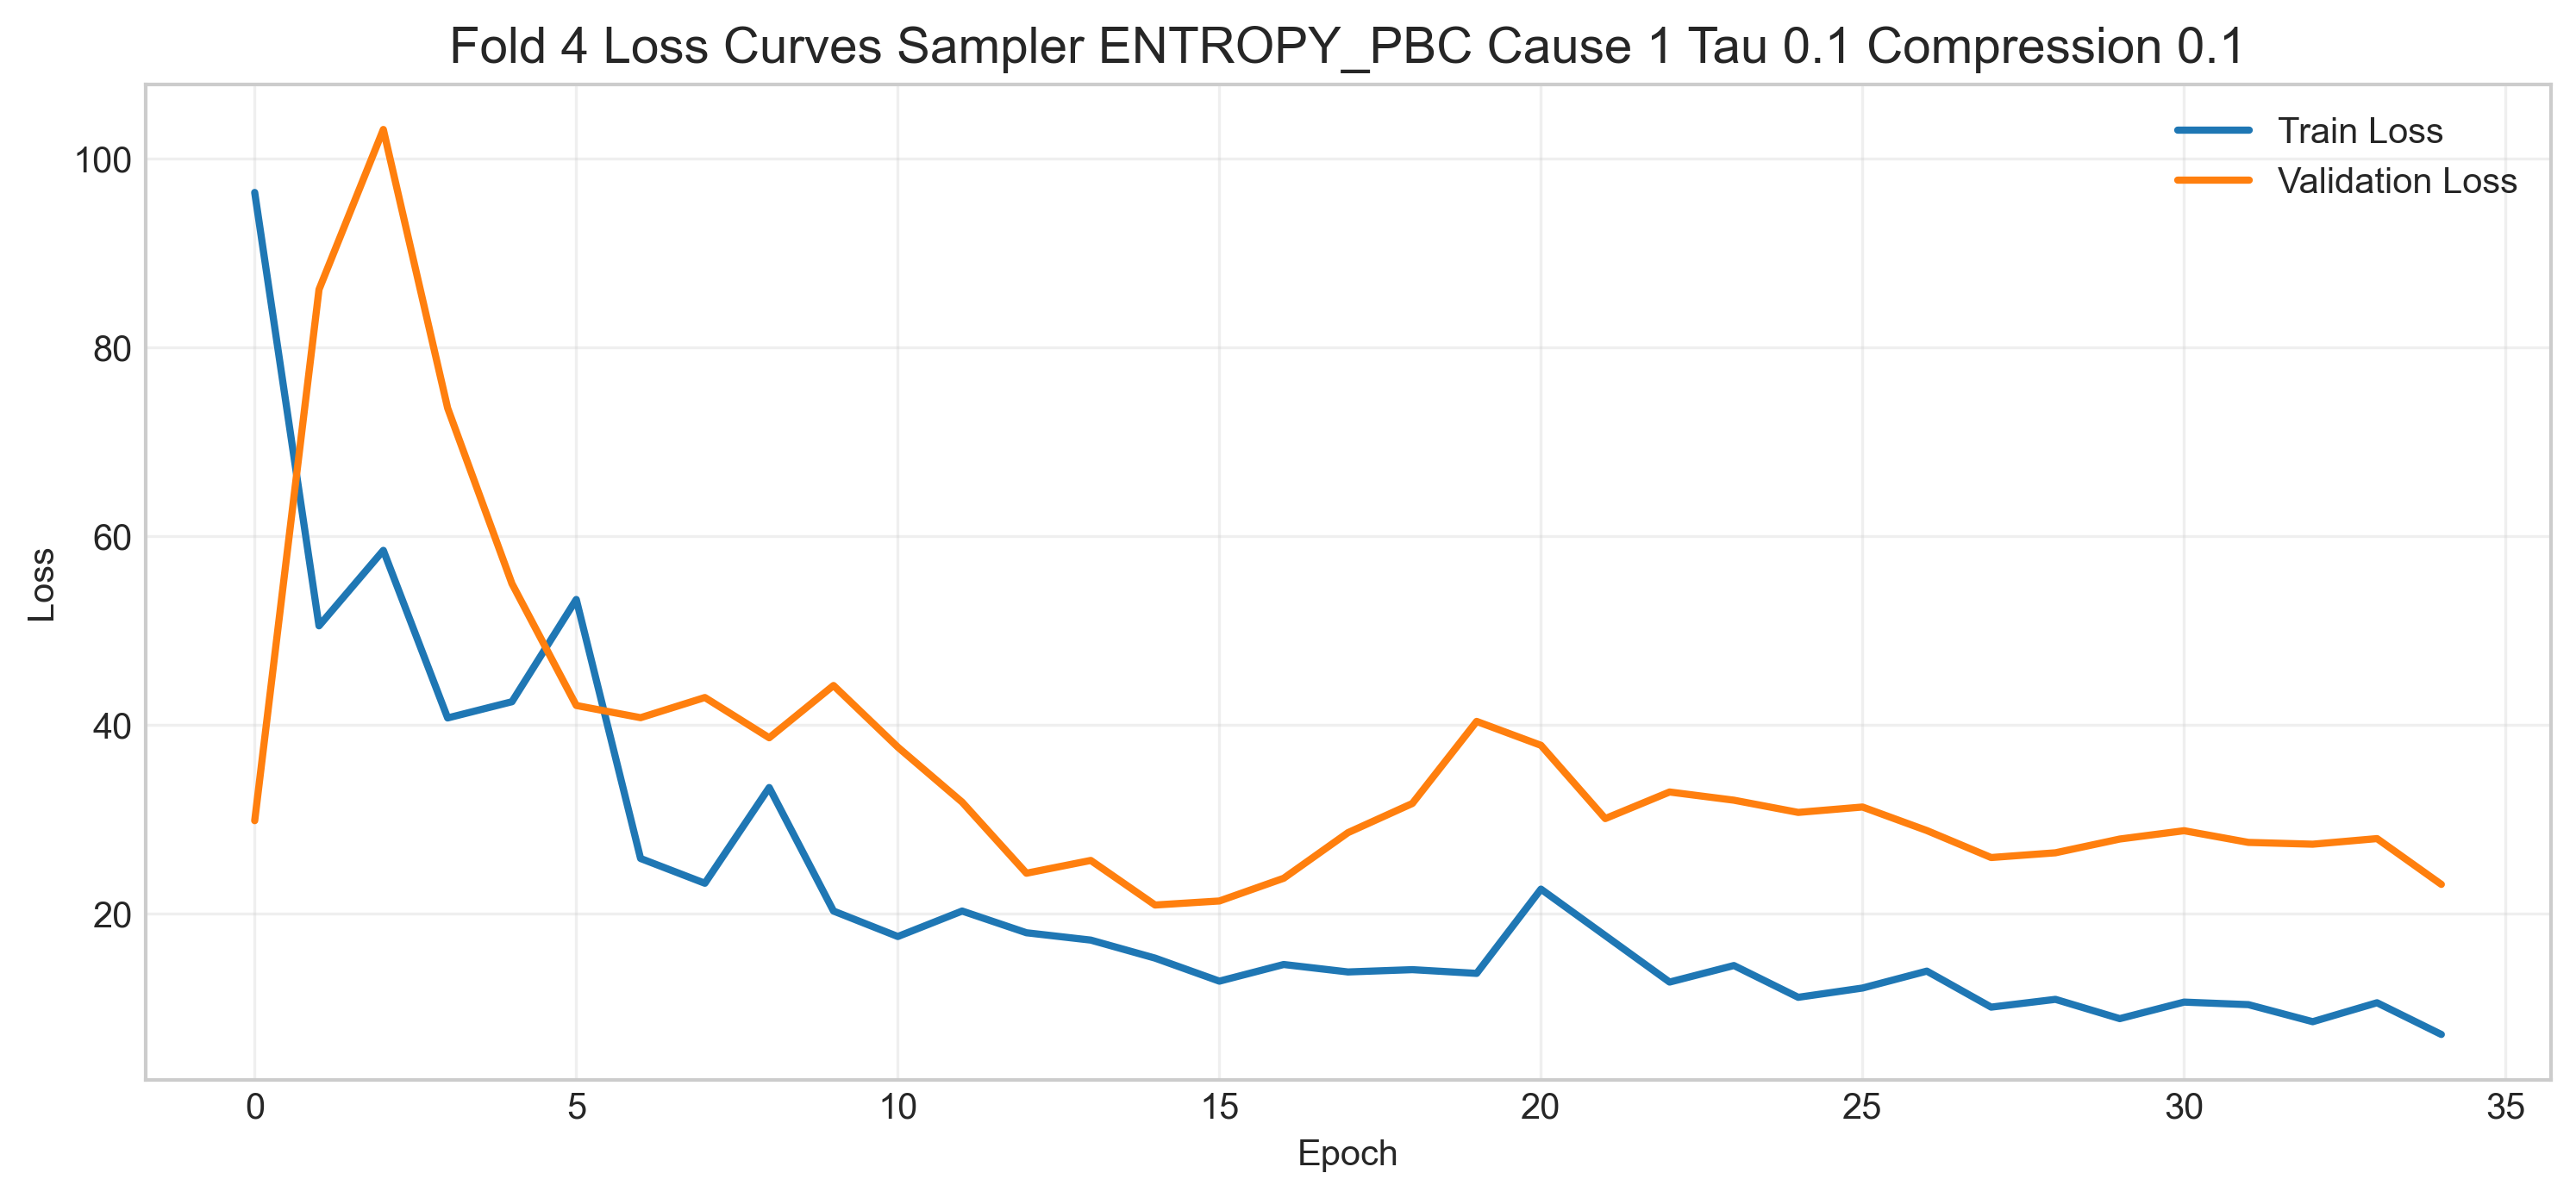 Fold 4 Loss Curves Sampler ENTROPY_PBC Cause 1 Tau 0.1 Compression 0.1
Train Loss
Validation Loss
100
80
60
40
20
Loss
0 5 10 15 20 25 30 35
Epoch